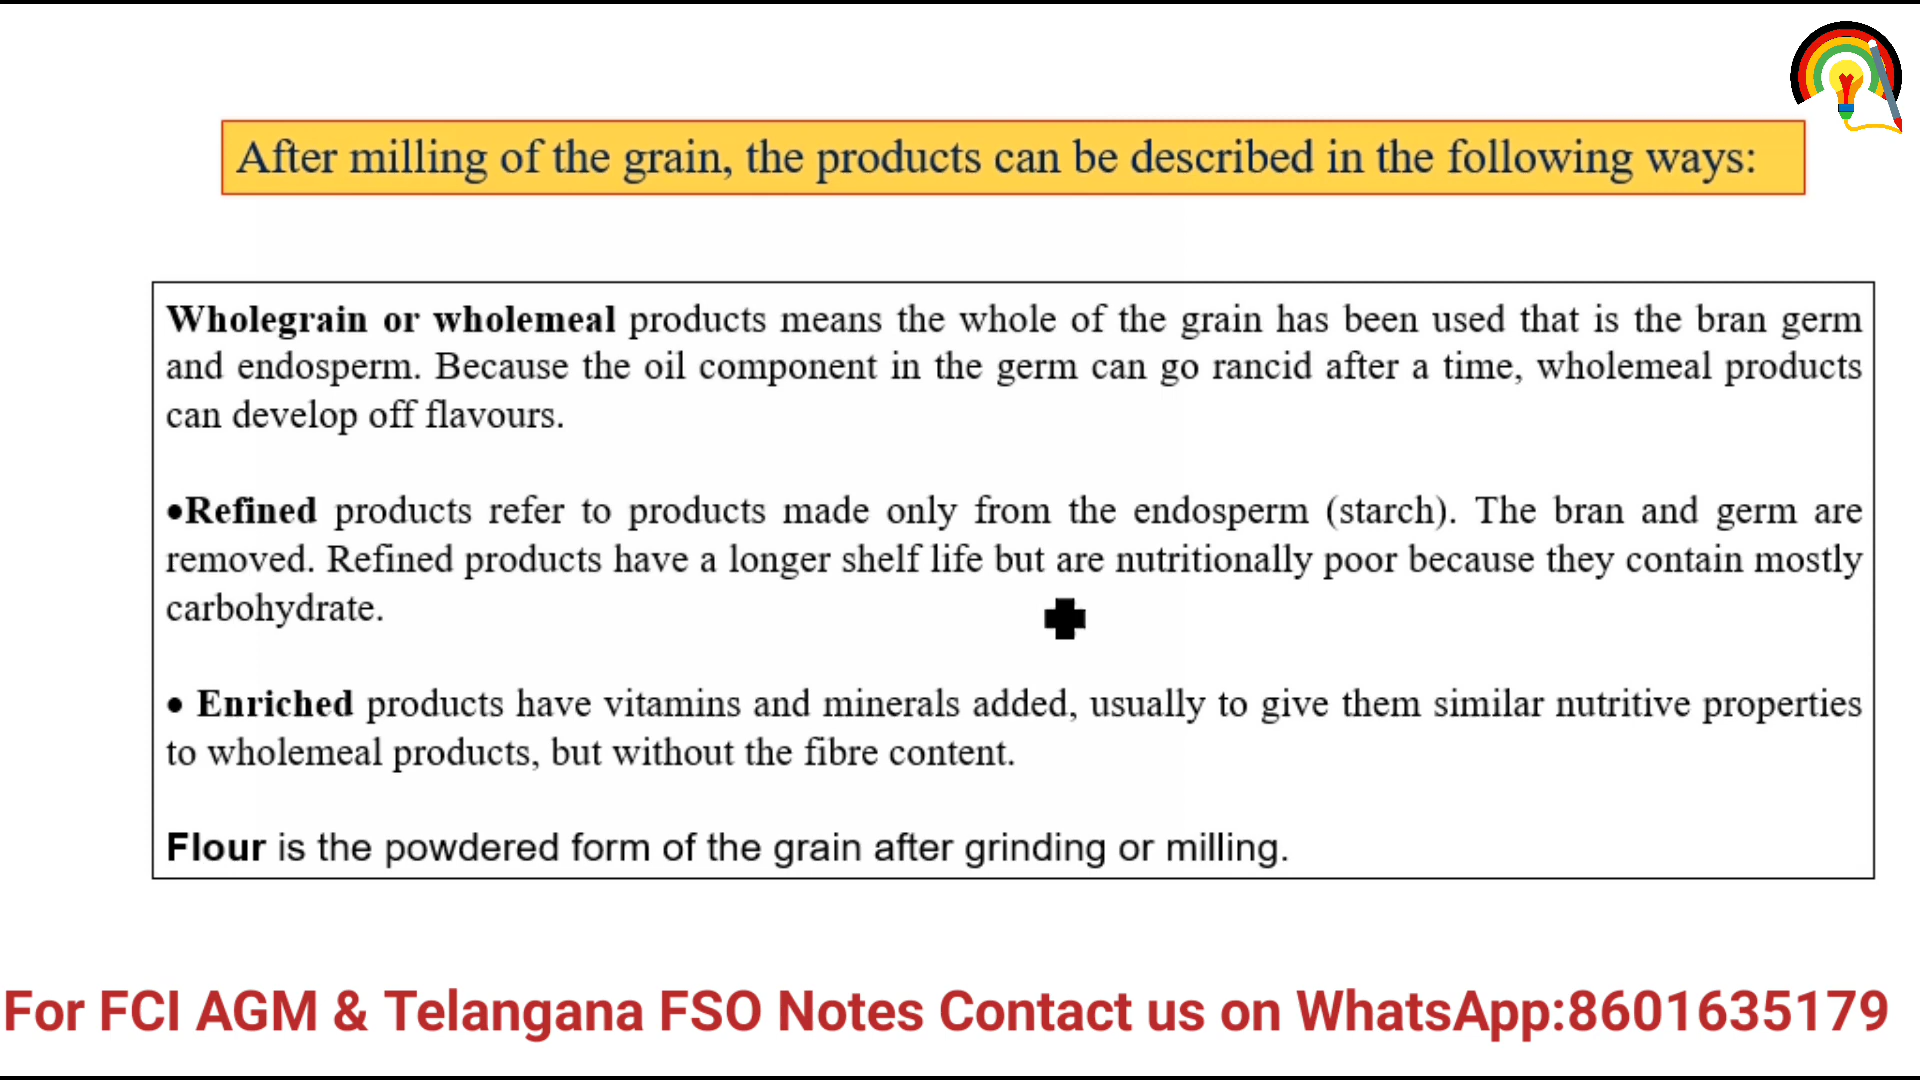 After milling of the grain, the products can be described in the following ways:
Wholegrain or wholemeal products means the whole of the grain has been used that is the bran germ
and endosperm. Because the oil component in the germ can go rancid after a time, wholemeal products
can develop off flavours.
•Refined products refer to products made only from the endosperm (starch). The bran and germ are
removed. Refined products have a longer shelf life but are nutritionally poor because they contain mostly
carbohydrate.
• Enriched products have vitamins and minerals added, usually to give them similar nutritive properties
to wholemeal products, but without the fibre content.
Flour is the powdered form of the grain after grinding or milling.
For FCI AGM & Telangana FSO Notes Contact us on WhatsApp:8601635179